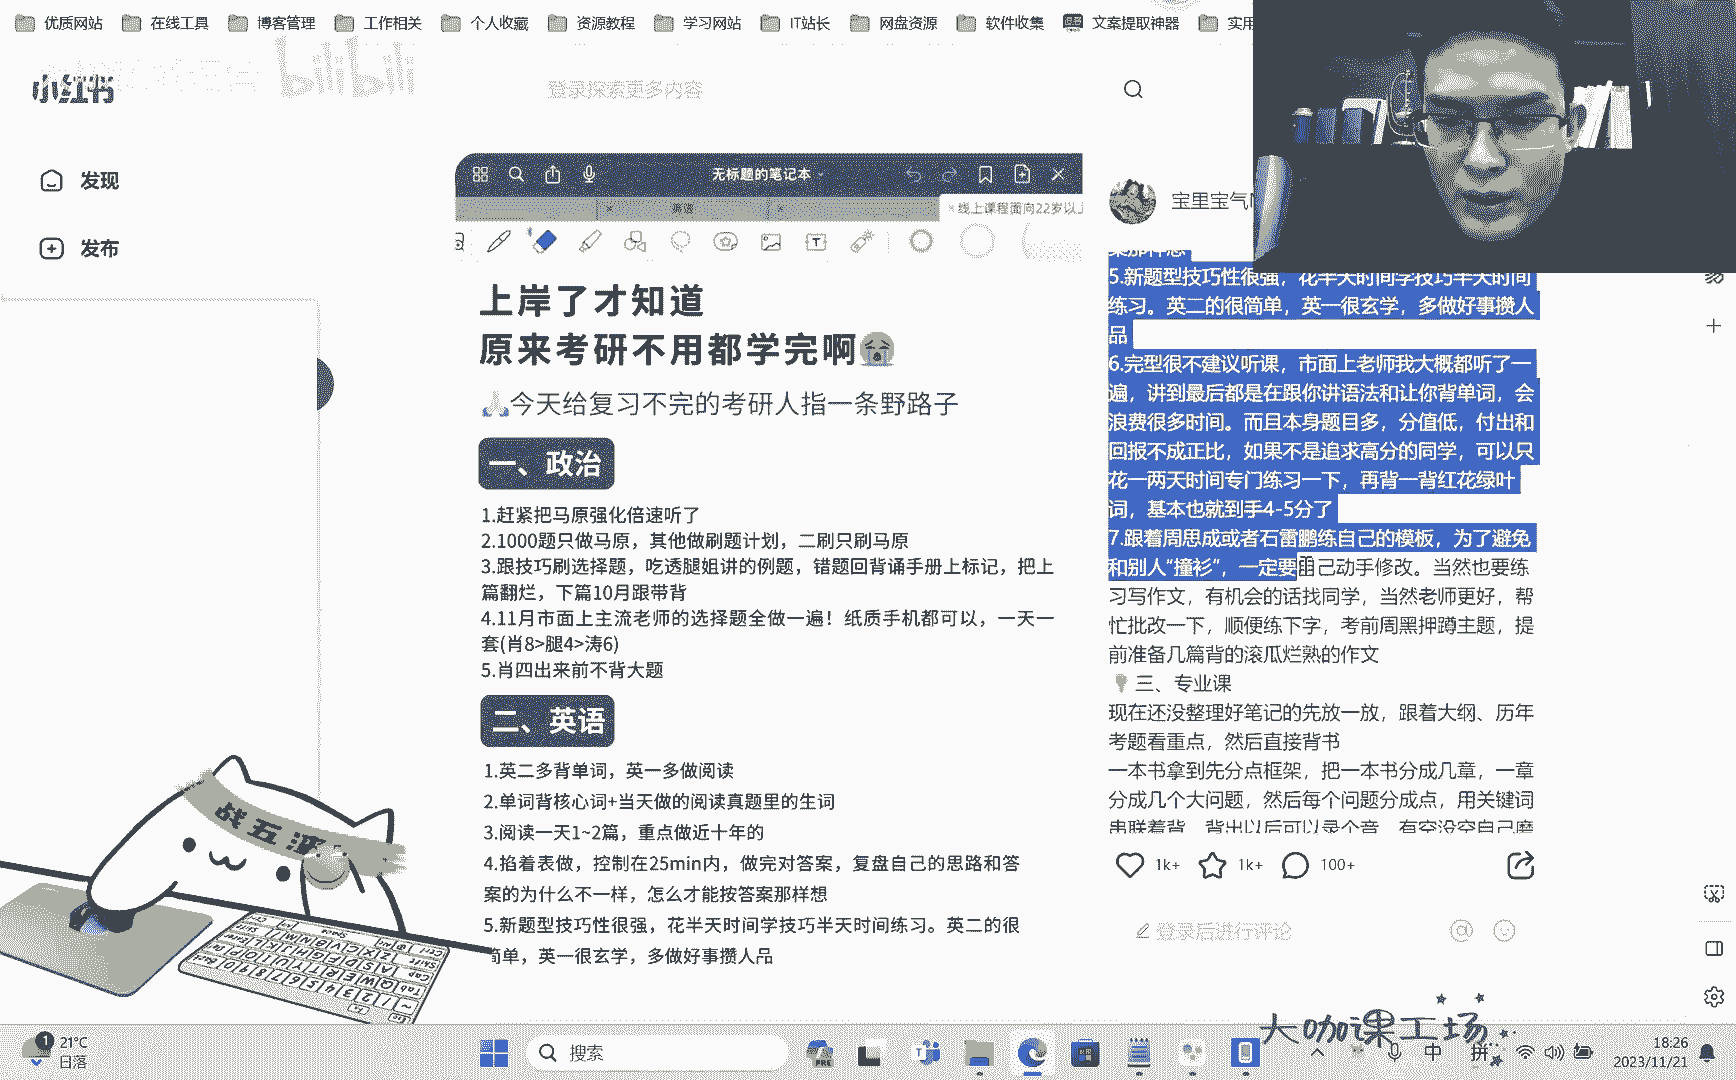 优质网站 在线工具 博客管理 工作相关 个人收藏 资源教程 学习网站 IT站长 网盘资源 软件收集 文案提取神器 实用
小红书
bilibili
登录探索更多内容
发现
发布
无标题的笔记本
英语
线上课程面向22岁以上
上岸了才知道
原来考研不用都学完啊😭
🙏今天给复习不完的考研人指一条野路子
一、政治
1.赶紧把马原强化倍速听了
2.1000题只做马原，其他做刷题计划，二刷只刷马原
3.跟技巧刷选择题，吃透腿姐讲的例题，错题回背诵手册上标记，把上
篇翻烂，下篇10月跟带背
4.11月市面上主流老师的选择题全做一遍！纸质手机都可以，一天一
套(肖8>腿4>涛6)
5.肖四出来前不背大题
二、英语
1.英二多背单词，英一多做阅读
2.单词背核心词+当天做的阅读真题里的生词
3.阅读一天1~2篇，重点做近十年的
4.掐着表做，控制在25min内，做完对答案，复盘自己的思路和答
案的为什么不一样，怎么才能按答案那样想
5.新题型技巧性很强，花半天时间学技巧半天时间练习。英二的很
简单，英一很玄学，多做好事攒人品
宝里宝气
案那样想
5.新题型技巧性很强，花半天时间学技巧半天时间
练习。英二的很简单，英一很玄学，多做好事攒人
品
6.完型很不建议听课，市面上老师我大概都听了一
遍，讲到最后都是在跟你讲语法和让你背单词，会
浪费很多时间。而且本身题目多，分值低，付出和
回报不成正比，如果不是追求高分的同学，可以只
花一两天时间专门练习一下，再背一背红花绿叶
词，基本也就到手4-5分了
7.跟着周思成或者石雷鹏练自己的模板，为了避免
和别人“撞衫”，一定要自己动手修改。当然也要练
习写作文，有机会的话找同学，当然老师更好，帮
忙批改一下，顺便练下字，考前周黑押蹲主题，提
前准备几篇背的滚瓜烂熟的作文
💡三、专业课
现在还没整理好笔记的先放一放，跟着大纲、历年
考题看重点，然后直接背书
一本书拿到先分点框架，把一本书分成几章，一章
分成几个大问题，然后每个问题分成点，用关键词
串联着背，背出以后可以录个音，有空没空自己磨
1k+ 1k+ 100+
登录后进行评论
大咖课工场
21°C
日落
搜索
PRE
中 拼
18:26
2023/11/21